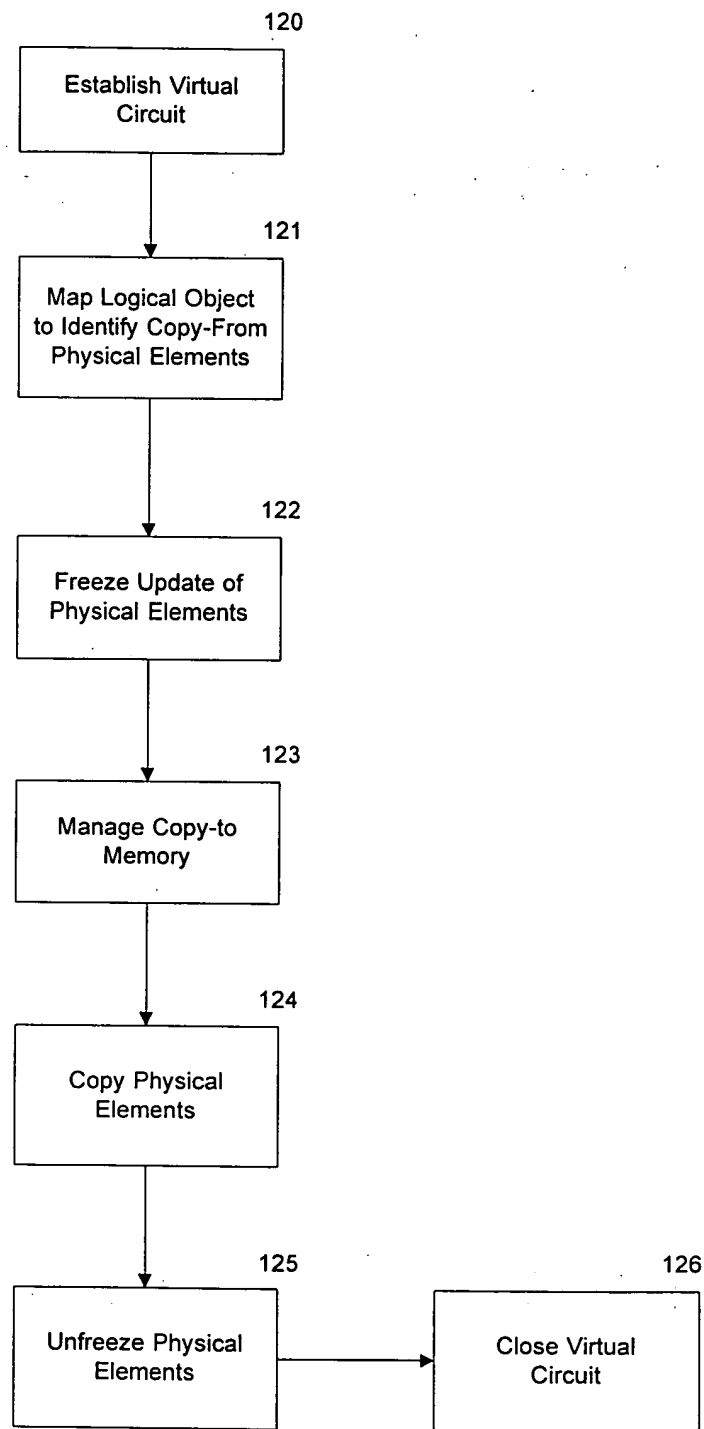 120
Establish Virtual
Circuit
121
Map Logical Object
to Identify Copy-From
Physical Elements
122
Freeze Update of
Physical Elements
123
Manage Copy-to
Memory
124
Copy Physical
Elements
125
Unfreeze Physical
Elements
126
Close Virtual
Circuit